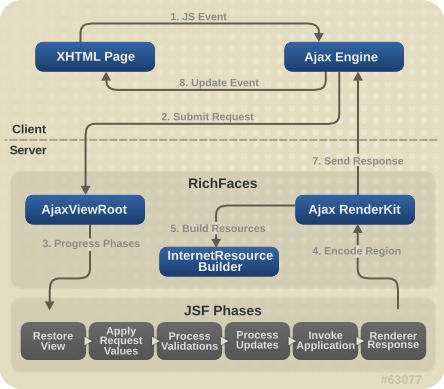 1. JS Event
XHTML Page
Ajax Engine
8. Update Event
2. Submit Request
Client
Server
7. Send Response
RichFaces
AjaxViewRoot
Ajax RenderKit
5. Build Resources
3. Progress Phases
4. Encode Region
InternetResource
Builder
JSF Phases
Restore
View
Apply
Request
Values
Process
Validations
Process
Updates
Invoke
Application
Renderer
Response
#63077